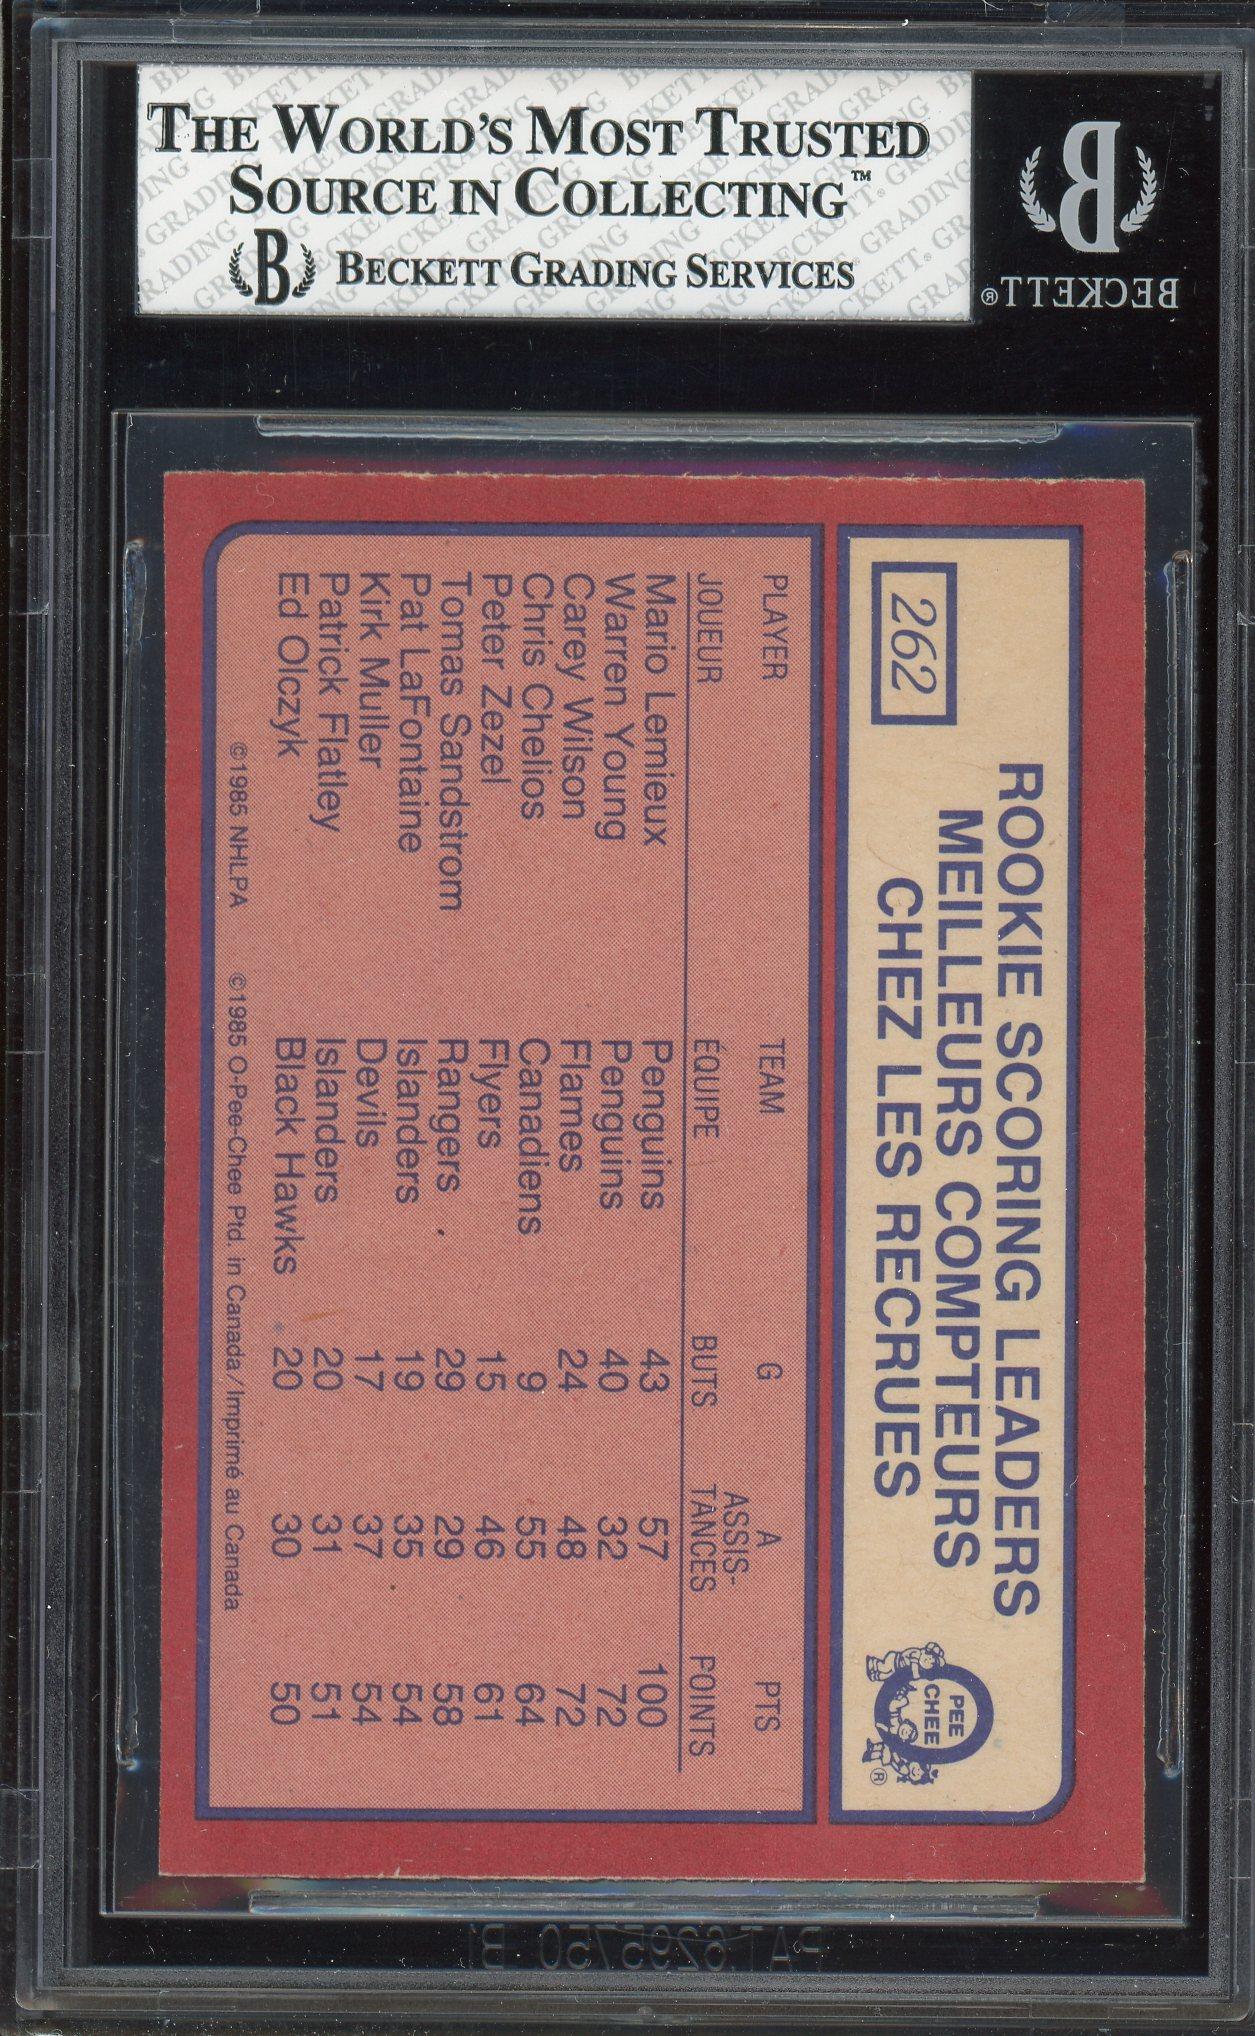 THE WORLD'S MOST TRUSTED
SOURCE IN COLLECTING™
B BECKETT GRADING SERVICES
B
BECKETT®
262
ROOKIE SCORING LEADERS
MEILLEURS COMPTEURS
CHEZ LES RECRUES
O
PEE
CHEE
®
PLAYER TEAM G A PTS
JOUEUR ÉQUIPE BUTS ASSIS-TANCES POINTS
Mario Lemieux Penguins 43 57 100
Warren Young Penguins 40 32 72
Carey Wilson Flames 24 48 72
Chris Chelios Canadiens 9 55 64
Peter Zezel Flyers 15 46 61
Tomas Sandstrom Rangers 29 29 58
Pat LaFontaine Islanders 19 35 54
Kirk Muller Devils 17 37 54
Patrick Flatley Islanders 20 31 51
Ed Olczyk Black Hawks 20 30 50
©1985 NHLPA ©1985 O-Pee-Chee Ptd. in Canada/Imprimé au Canada
PAT.6295750 B1